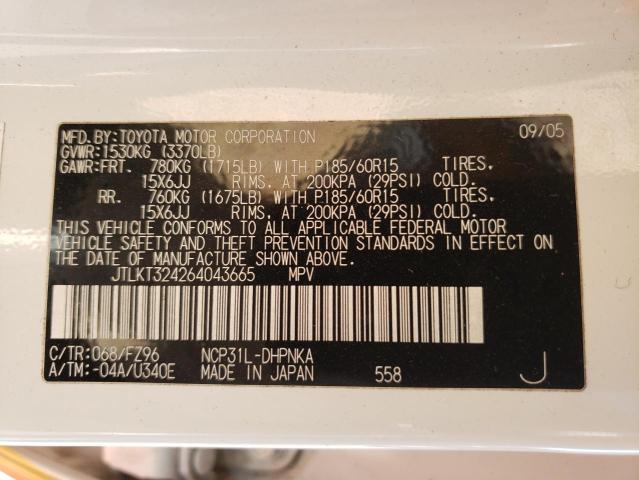 MFD.BY:TOYOTA MOTOR CORPORATION 09/05
GVWR:1530KG (3370LB)
GAWR:FRT. 780KG (1715LB) WITH P185/60R15 TIRES.
15X6JJ RIMS. AT 200KPA (29PSI) COLD.
RR. 760KG (1675LB) WITH P185/60R15 TIRES.
15X6JJ RIMS. AT 200KPA (29PSI) COLD.
THIS VEHICLE CONFORMS TO ALL APPLICABLE FEDERAL MOTOR
VEHICLE SAFETY AND THEFT PREVENTION STANDARDS IN EFFECT ON
THE DATE OF MANUFACTURE SHOWN ABOVE.
JTLKT324264043665 MPV
C/TR:068/FZ96 NCP31L-DHPNKA
A/TM:-04A/U340E MADE IN JAPAN 558 J